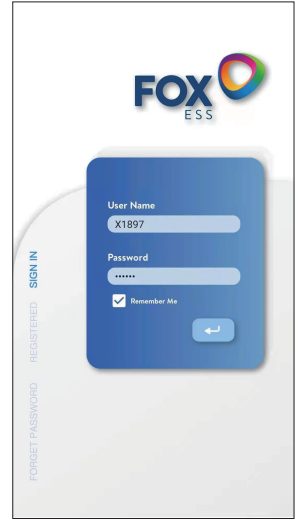 FOX
ESS
User Name
X1897
Password
••••••
Remember Me
SIGN IN
REGISTERED
FORGET PASSWORD